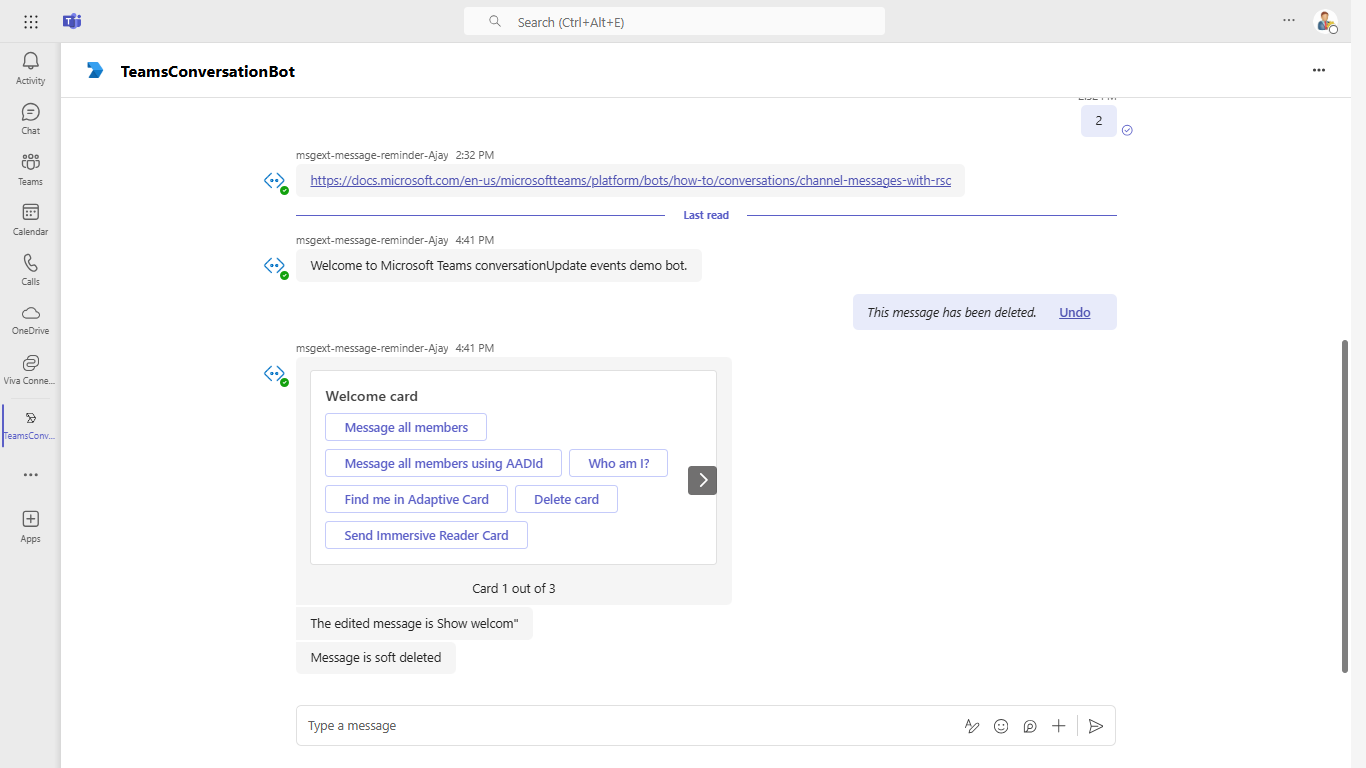 Search (Ctrl+Alt+E)
Activity
Chat
Teams
Calendar
Calls
OneDrive
Viva Conne...
TeamsConv...
Apps
TeamsConversationBot
2:32 PM
2
msgext-message-reminder-Ajay 2:32 PM
https://docs.microsoft.com/en-us/microsoftteams/platform/bots/how-to/conversations/channel-messages-with-rsc
Last read
msgext-message-reminder-Ajay 4:41 PM
Welcome to Microsoft Teams conversationUpdate events demo bot.
This message has been deleted. Undo
msgext-message-reminder-Ajay 4:41 PM
Welcome card
Message all members
Message all members using AADId Who am I?
Find me in Adaptive Card Delete card
Send Immersive Reader Card
Card 1 out of 3
The edited message is Show welcom"
Message is soft deleted
Type a message